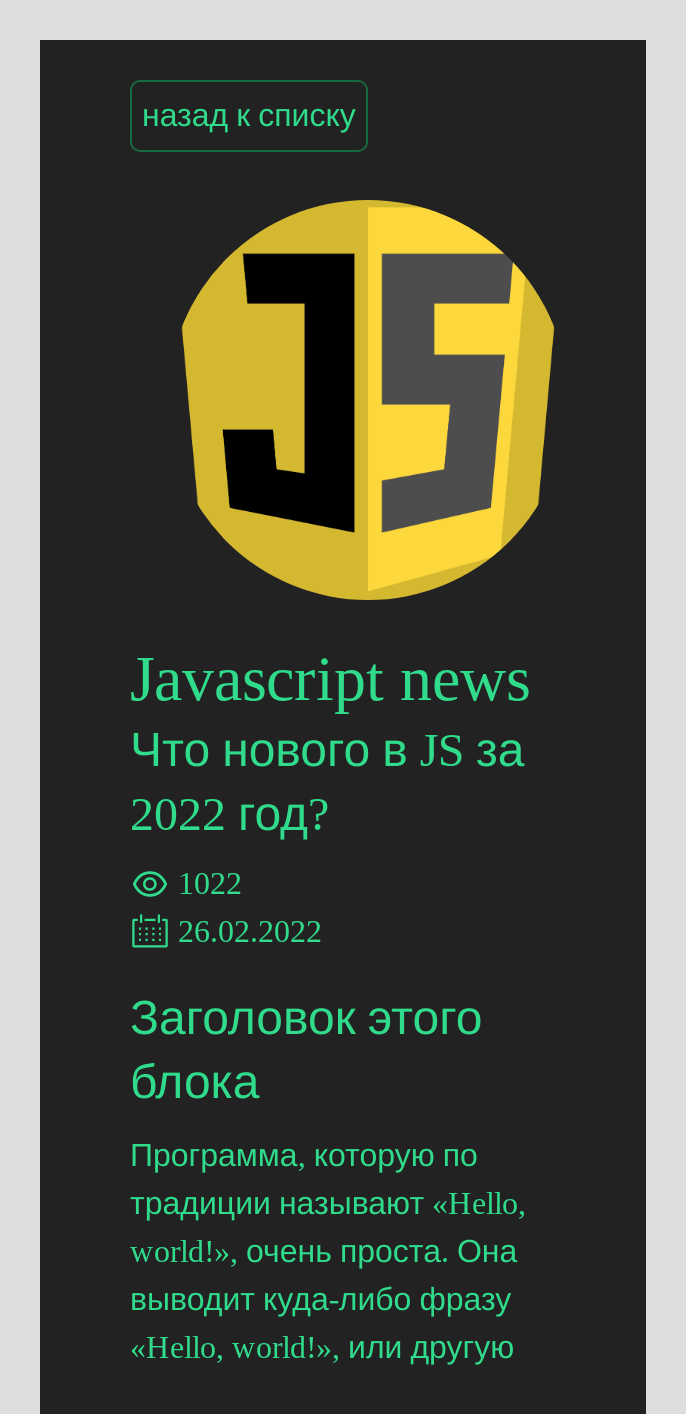 назад к списку
JS
Javascript news
Что нового в JS за
2022 год?
1022
26.02.2022
Заголовок этого
блока
Программа, которую по
традиции называют «Hello,
world!», очень проста. Она
выводит куда-либо фразу
«Hello, world!», или другую